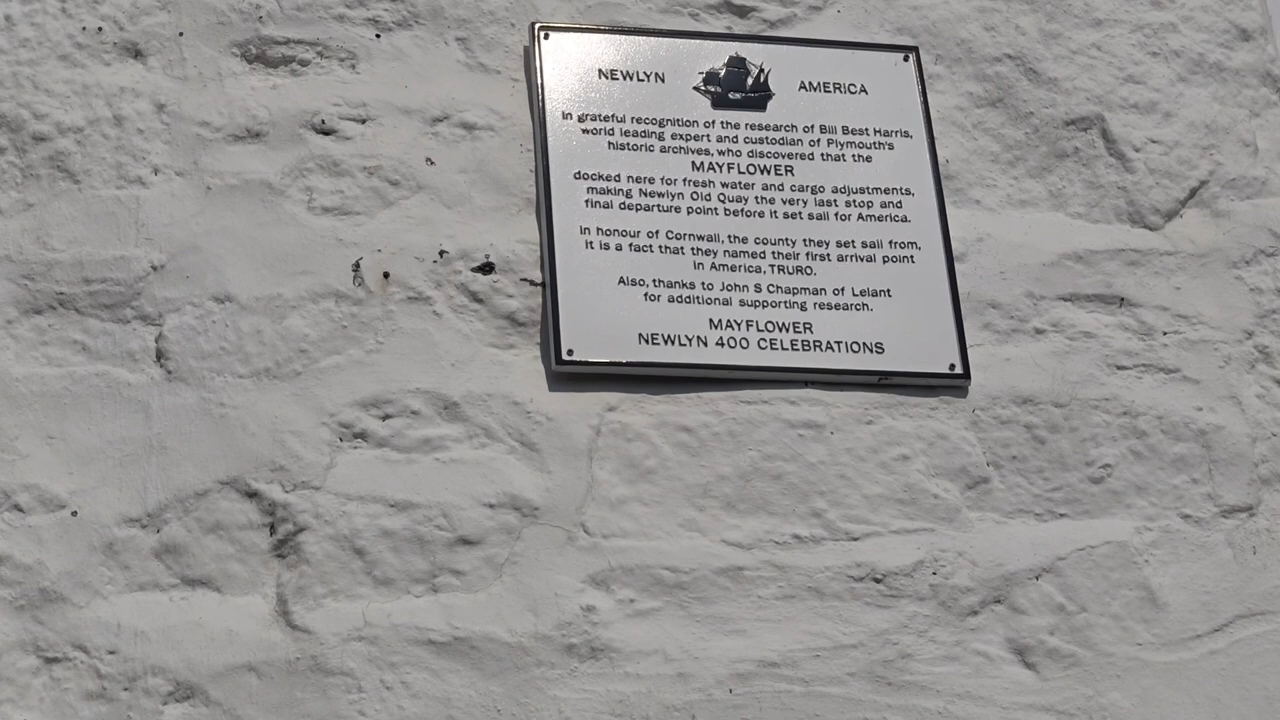 NEWLYN AMERICA
In grateful recognition of the research of Bill Best Harris,
world leading expert and custodian of Plymouth's
historic archives, who discovered that the
MAYFLOWER
docked here for fresh water and cargo adjustments,
making Newlyn Old Quay the very last stop and
final departure point before it set sail for America.
In honour of Cornwall, the county they set sail from,
it is a fact that they named their first arrival point
in America, TRURO.
Also, thanks to John S Chapman of Lelant
for additional supporting research.
MAYFLOWER
NEWLYN 400 CELEBRATIONS